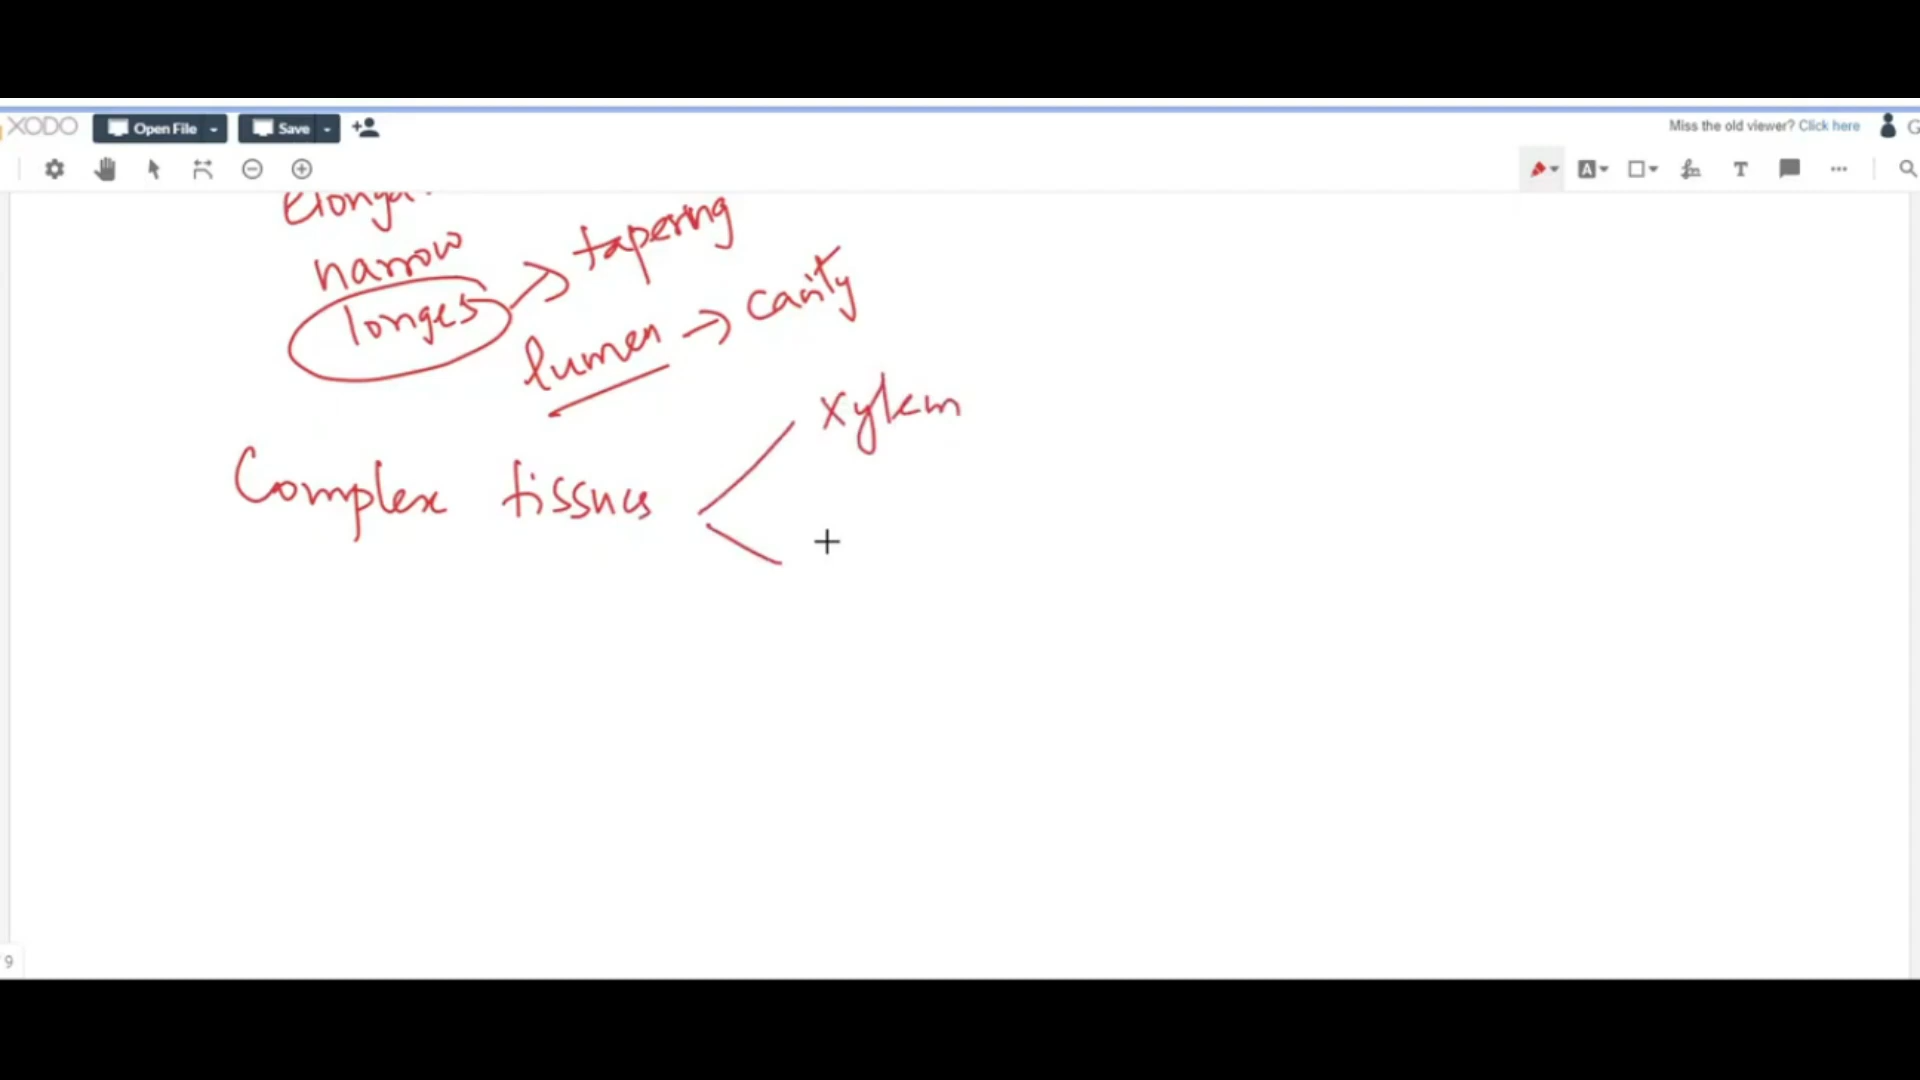 XODO Open File Save Miss the old viewer? Click here G
A T
narrow tapering
longes
lumen cavity
xylem
Complex tissues
9